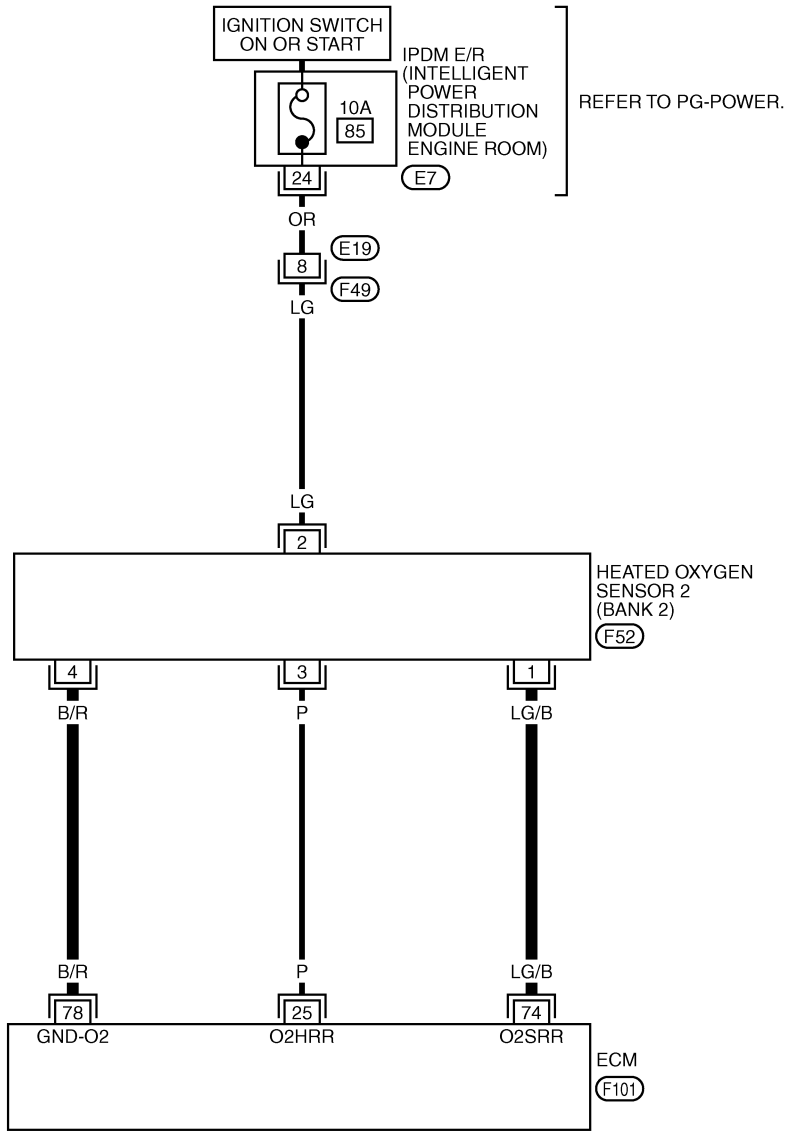 IGNITION SWITCH
ON OR START
IPDM E/R
(INTELLIGENT
POWER
DISTRIBUTION
MODULE
ENGINE ROOM)
10A
85
REFER TO PG-POWER.
24
E7
OR
E19
8
F49
LG
LG
2
HEATED OXYGEN
SENSOR 2
(BANK 2)
F52
4
3
1
B/R
P
LG/B
B/R
P
LG/B
78
25
74
GND-O2
O2HRR
O2SRR
ECM
F101